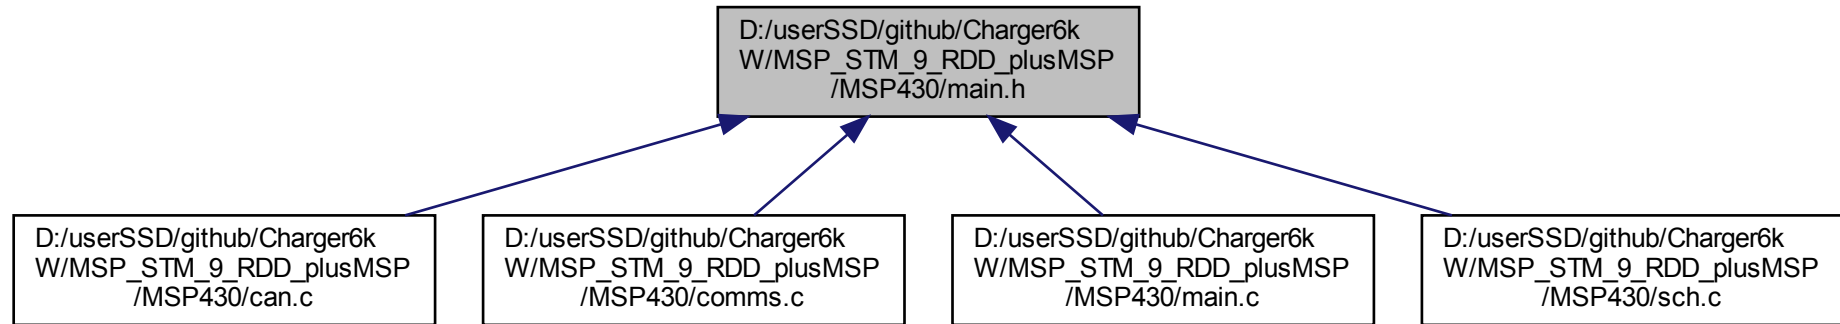 D:/userSSD/github/Charger6k
W/MSP_STM_9_RDD_plusMSP
/MSP430/main.h
D:/userSSD/github/Charger6k
W/MSP_STM_9_RDD_plusMSP
/MSP430/can.c
D:/userSSD/github/Charger6k
W/MSP_STM_9_RDD_plusMSP
/MSP430/comms.c
D:/userSSD/github/Charger6k
W/MSP_STM_9_RDD_plusMSP
/MSP430/main.c
D:/userSSD/github/Charger6k
W/MSP_STM_9_RDD_plusMSP
/MSP430/sch.c